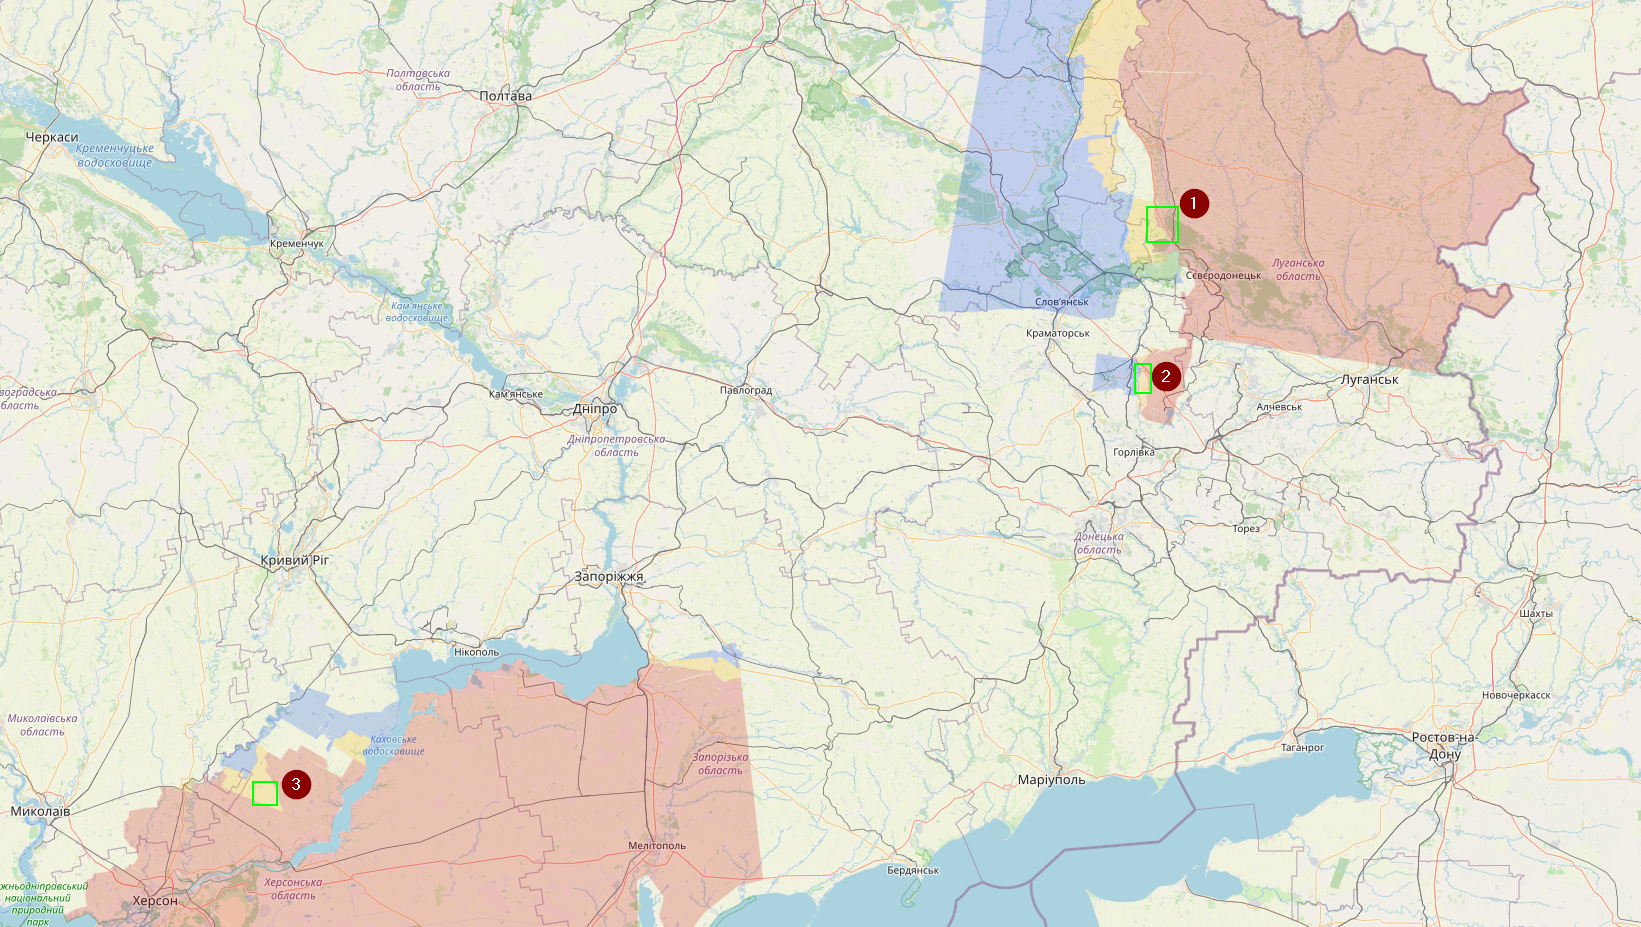 Полтавська
область
Полтава
Черкаси
Кременчуцьке
водосховище
Кременчук
Кам'янське
водосховище
1
Сєвєродонецьк
Луганська
область
Слов'янськ
Краматорськ
2
Луганськ
Алчевськ
область
Кам'янське
Павлоград
Дніпро
Дніпропетровська
область
Горлівка
Торез
Донецька
область
Кривий Ріг
Запоріжжя
Шахты
Нікополь
Новочеркасск
Миколаївська
область
Каховське
водосховище
Таганрог
Ростов-на-
Дону
Запорізька
область
3
Маріуполь
Миколаїв
Мелітополь
Бердянськ
Херсонська
область
Херсон
національний
природний
парк